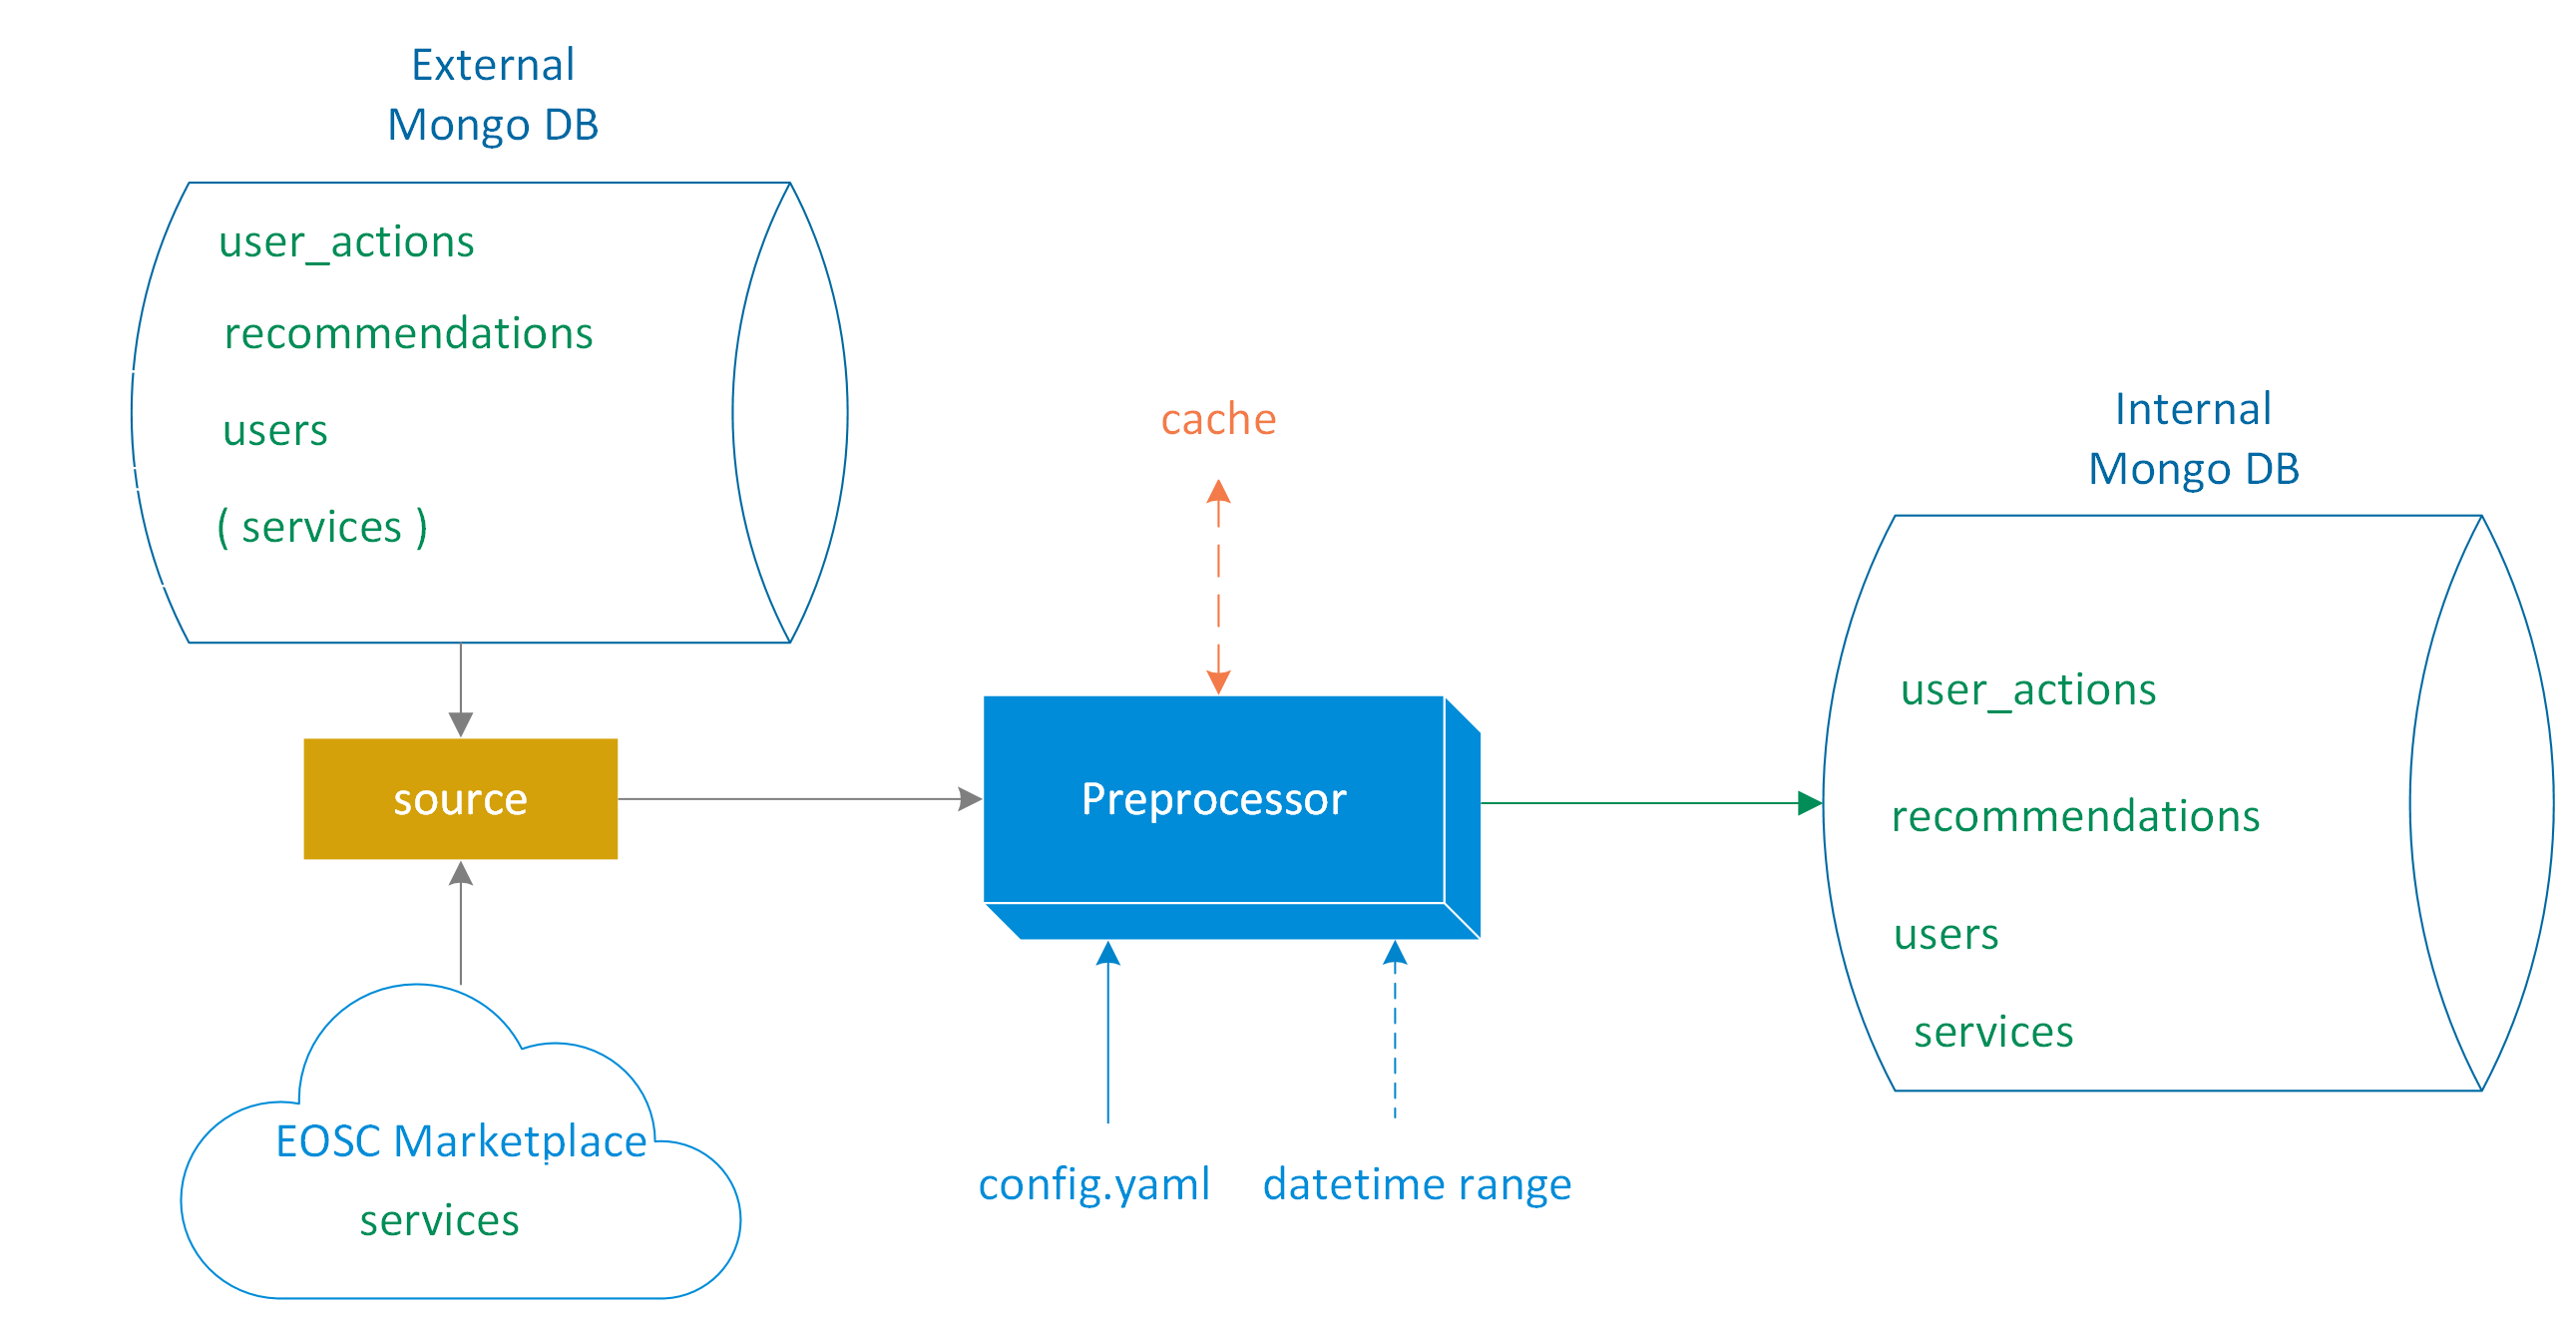 External
Mongo DB
user_actions
recommendations
users
( services )
source
EOSC Marketplace
services
cache
Preprocessor
config.yaml
datetime range
Internal
Mongo DB
user_actions
recommendations
users
services